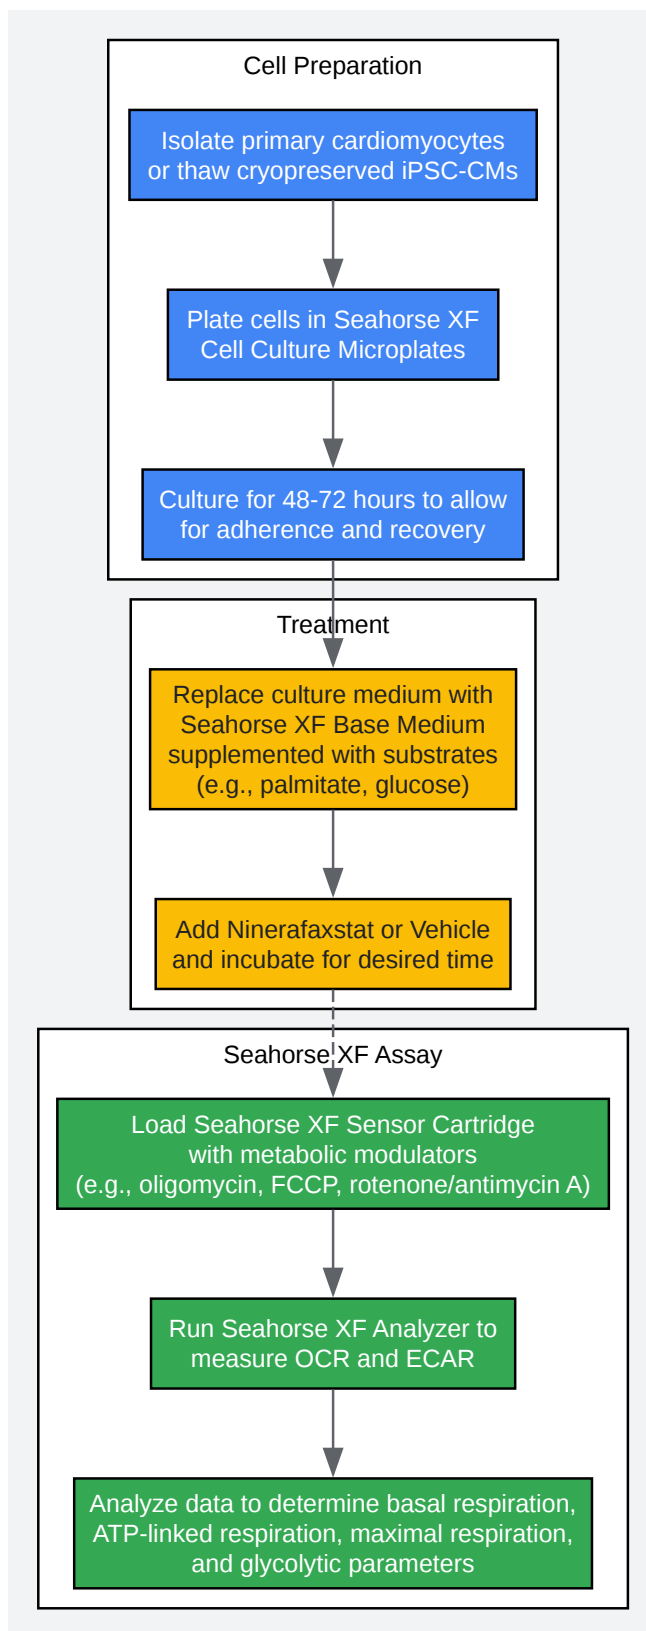 Cell Preparation
Isolate primary cardiomyocytes
or thaw cryopreserved iPSC-CMs
Plate cells in Seahorse XF
Cell Culture Microplates
Culture for 48-72 hours to allow
for adherence and recovery
Treatment
Replace culture medium with
Seahorse XF Base Medium
supplemented with substrates
(e.g., palmitate, glucose)
Add Ninerafaxstat or Vehicle
and incubate for desired time
Seahorse XF Assay
Load Seahorse XF Sensor Cartridge
with metabolic modulators
(e.g., oligomycin, FCCP, rotenone/antimycin A)
Run Seahorse XF Analyzer to
measure OCR and ECAR
Analyze data to determine basal respiration,
ATP-linked respiration, maximal respiration,
and glycolytic parameters